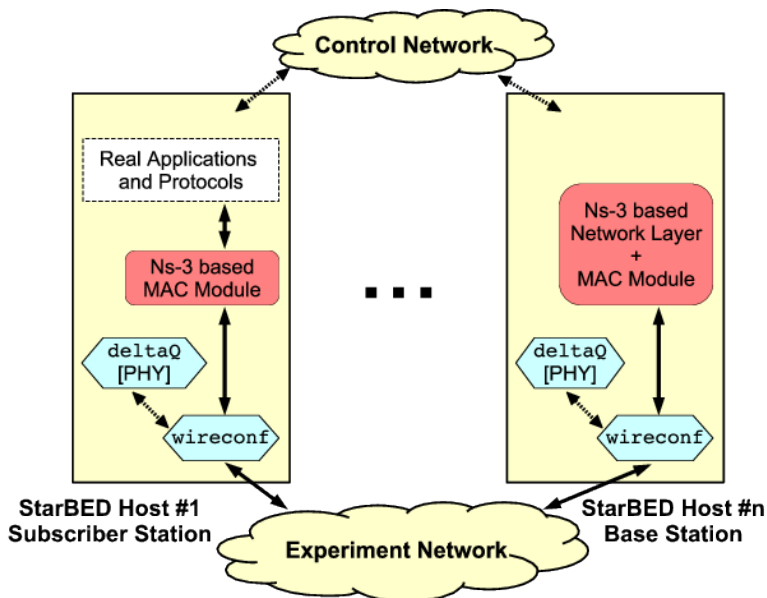 Control Network
Real Applications
and Protocols
Ns-3 based
MAC Module
deltaQ
[PHY]
wireconf
StarBED Host #1
Subscriber Station
Ns-3 based
Network Layer
+
MAC Module
deltaQ
[PHY]
wireconf
StarBED Host #n
Base Station
Experiment Network